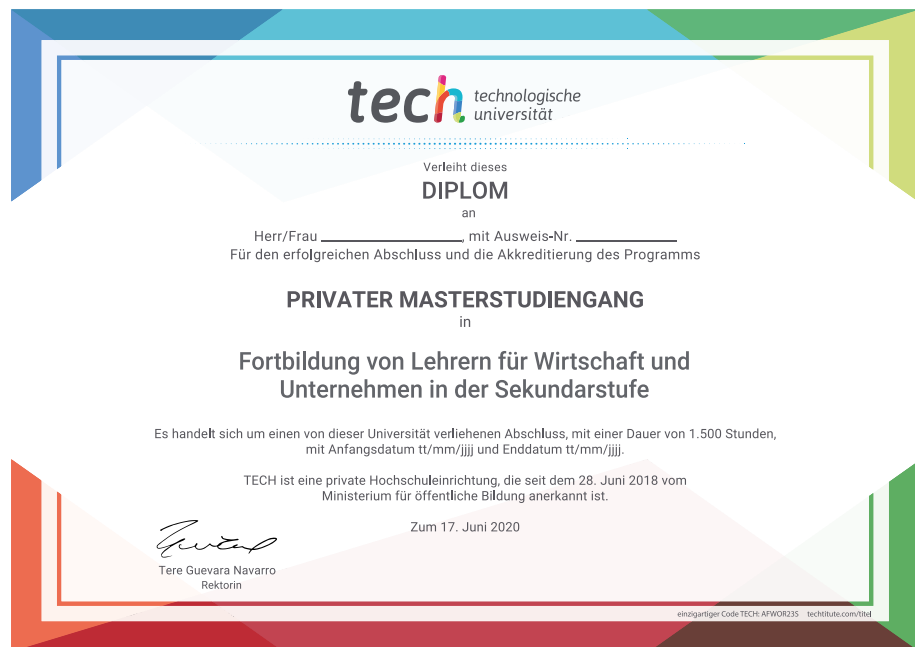 tech technologische
universität
Verleiht dieses
DIPLOM
an
Herr/Frau ____________________, mit Ausweis-Nr. ______________
Für den erfolgreichen Abschluss und die Akkreditierung des Programms
PRIVATER MASTERSTUDIENGANG
in
Fortbildung von Lehrern für Wirtschaft und
Unternehmen in der Sekundarstufe
Es handelt sich um einen von dieser Universität verliehenen Abschluss, mit einer Dauer von 1.500 Stunden,
mit Anfangsdatum tt/mm/jjjj und Enddatum tt/mm/jjjj.
TECH ist eine private Hochschuleinrichtung, die seit dem 28. Juni 2018 vom
Ministerium für öffentliche Bildung anerkannt ist.
Zum 17. Juni 2020
Tere Guevara Navarro
Rektorin
einzigartiger Code TECH: AFWOR23S techtitute.com/titel